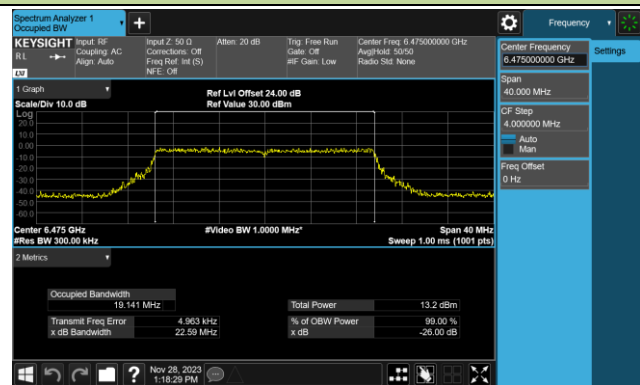 Spectrum Analyzer 1
Occupied BW
+
Frequency
KEYSIGHT Input: RF Input Z: 50 Ω Atten: 20 dB Trig: Free Run Center Freq: 6.475000000 GHz
RL Coupling: AC Corrections: Off Gate: Off Avg|Hold: 50/50
Align: Auto Freq Ref: Int (S) #IF Gain: Low Radio Std: None
NFE: Off
LXI
Center Frequency
6.475000000 GHz
Settings
Span
40.000 MHz
CF Step
4.000000 MHz
Auto
Man
Freq Offset
0 Hz
1 Graph
Ref Lvl Offset 24.00 dB
Scale/Div 10.0 dB Ref Value 30.00 dBm
Log
20.0
10.0
0.00
-10.0
-20.0
-30.0
-40.0
-50.0
-60.0
Center 6.475 GHz #Video BW 1.0000 MHz* Span 40 MHz
#Res BW 300.00 kHz Sweep 1.00 ms (1001 pts)
2 Metrics
Occupied Bandwidth
19.141 MHz Total Power 13.2 dBm
Transmit Freq Error 4.963 kHz % of OBW Power 99.00 %
x dB Bandwidth 22.59 MHz x dB -26.00 dB
? Nov 28, 2023
1:18:29 PM